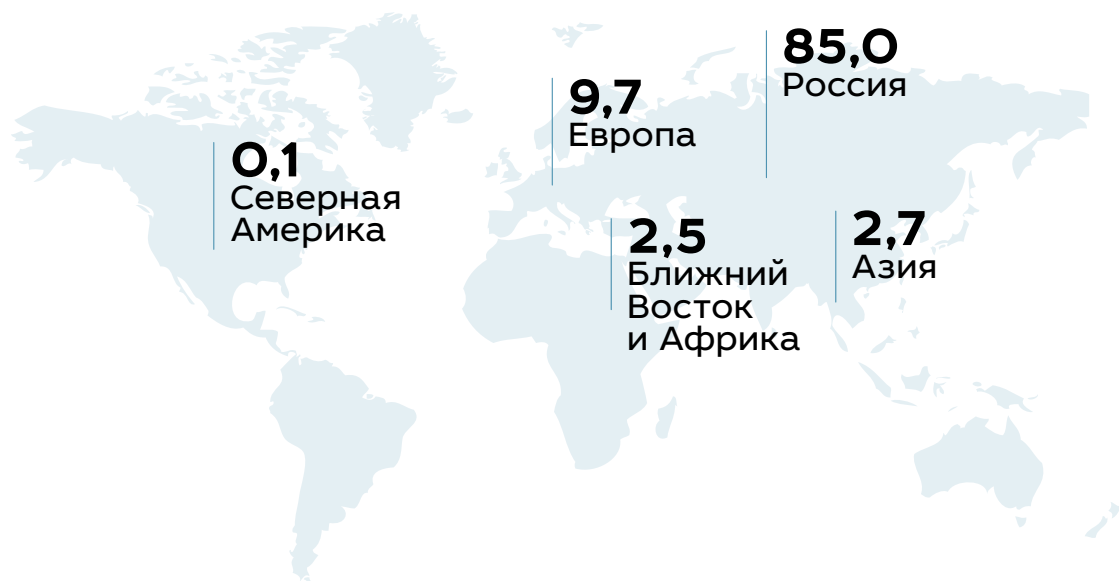 85,0
Россия
9,7
Европа
0,1
Северная
Америка
2,5
Ближний
Восток
и Африка
2,7
Азия